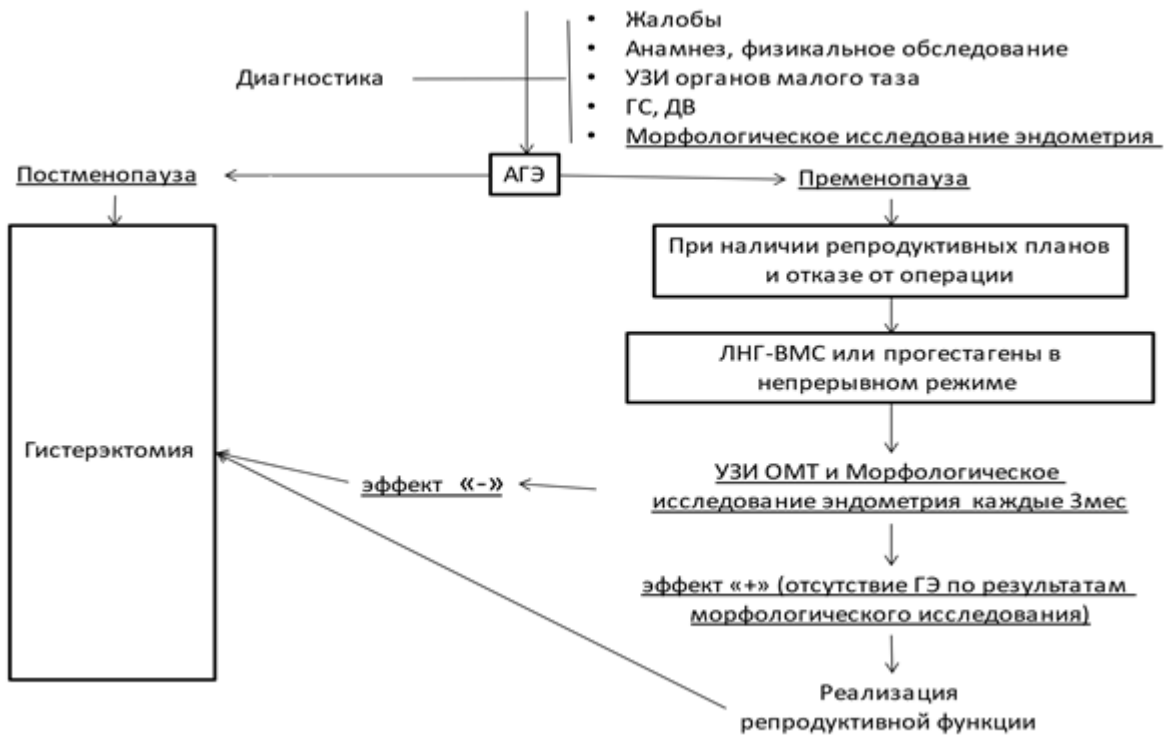 • Жалобы
• Анамнез, физикальное обследование
Диагностика
• УЗИ органов малого таза
• ГС, ДВ
• Морфологическое исследование эндометрия
Постменопауза
АГЭ
Пременопауза
При наличии репродуктивных планов
и отказе от операции
ЛНГ-ВМС или прогестагены в
непрерывном режиме
Гистерэктомия
эффект «-»
УЗИ ОМТ и Морфологическое
исследование эндометрия каждые 3мес
эффект «+» (отсутствие ГЭ по результатам
морфологического исследования)
Реализация
репродуктивной функции